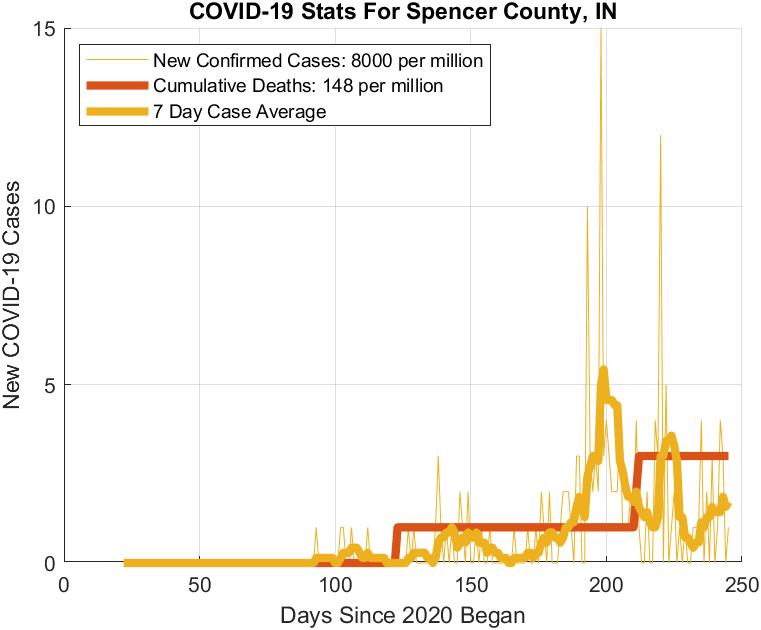 COVID-19 Stats For Spencer County, IN
15
10
5
0
New COVID-19 Cases
New Confirmed Cases: 8000 per million
Cumulative Deaths: 148 per million
7 Day Case Average
0 50 100 150 200 250
Days Since 2020 Began